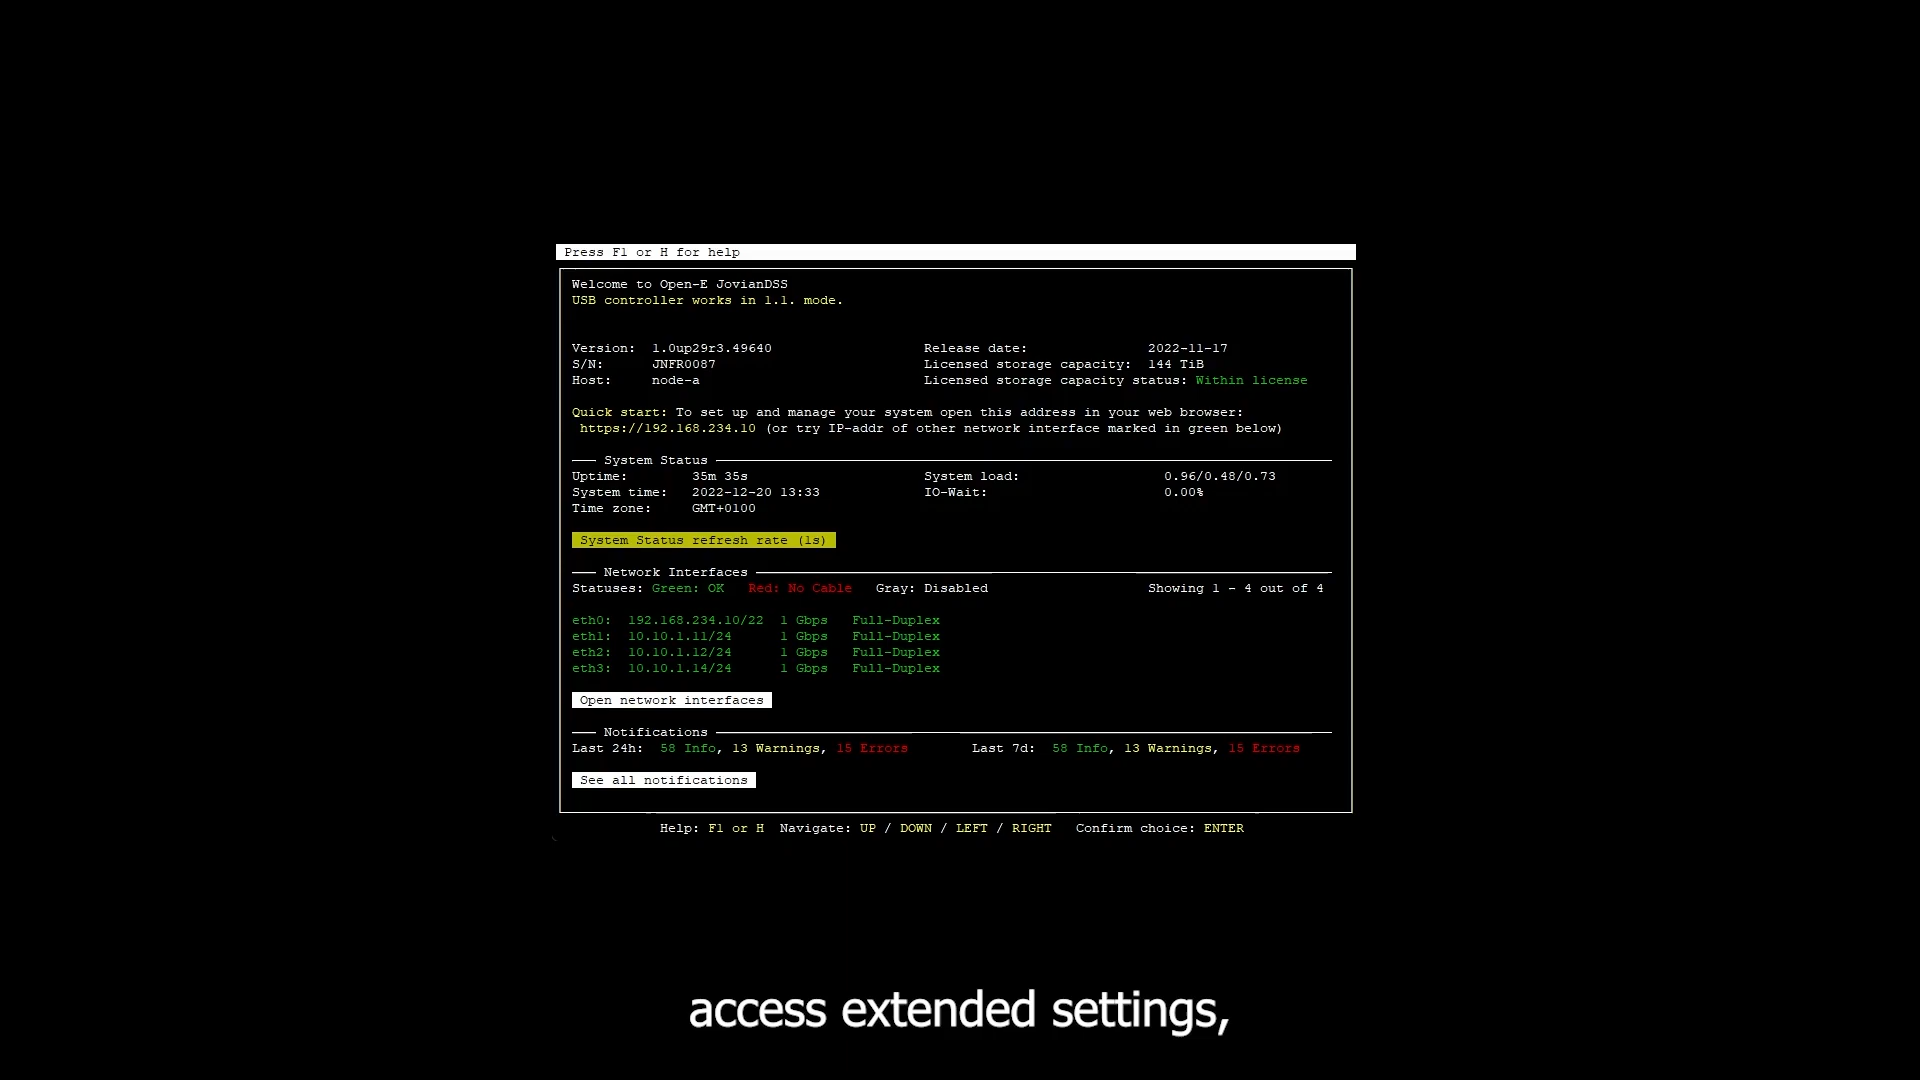 Press F1 or H for help
Welcome to Open-E JovianDSS
USB controller works in 1.1. mode.
Version: 1.0up29r3.49640 Release date: 2022-11-17
S/N: JNFR0087 Licensed storage capacity: 144 TiB
Host: node-a Licensed storage capacity status: Within license
Quick start: To set up and manage your system open this address in your web browser:
https://192.168.234.10 (or try IP-addr of other network interface marked in green below)
System Status
Uptime: 35m 35s System load: 0.96/0.48/0.73
System time: 2022-12-20 13:33 IO-Wait: 0.00%
Time zone: GMT+0100
System Status refresh rate (1s)
Network Interfaces
Statuses: Green: OK Red: No Cable Gray: Disabled Showing 1 - 4 out of 4
eth0: 192.168.234.10/22 1 Gbps Full-Duplex
eth1: 10.10.1.11/24 1 Gbps Full-Duplex
eth2: 10.10.1.12/24 1 Gbps Full-Duplex
eth3: 10.10.1.14/24 1 Gbps Full-Duplex
Open network interfaces
Notifications
Last 24h: 58 Info, 13 Warnings, 15 Errors Last 7d: 58 Info, 13 Warnings, 15 Errors
See all notifications
Help: F1 or H Navigate: UP / DOWN / LEFT / RIGHT Confirm choice: ENTER
access extended settings,